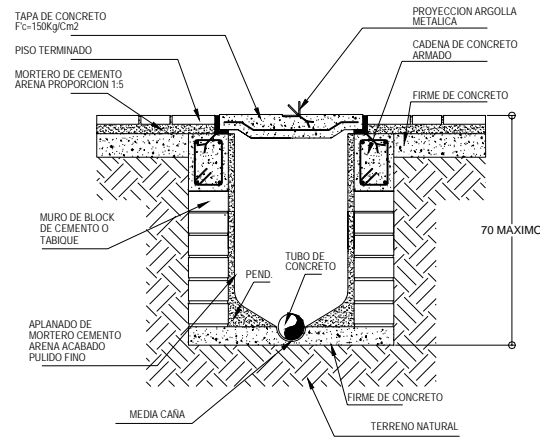 TAPA DE CONCRETO
F'c=150Kg/Cm2
PISO TERMINADO
MORTERO DE CEMENTO
ARENA PROPORCION 1:5
PROYECCION ARGOLLA
METALICA
CADENA DE CONCRETO
ARMADO
FIRME DE CONCRETO
MURO DE BLOCK
DE CEMENTO O
TABIQUE
70 MAXIMO
TUBO DE
CONCRETO
PEND.
APLANADO DE
MORTERO CEMENTO
ARENA ACABADO
PULIDO FINO
FIRME DE CONCRETO
MEDIA CAÑA
TERRENO NATURAL